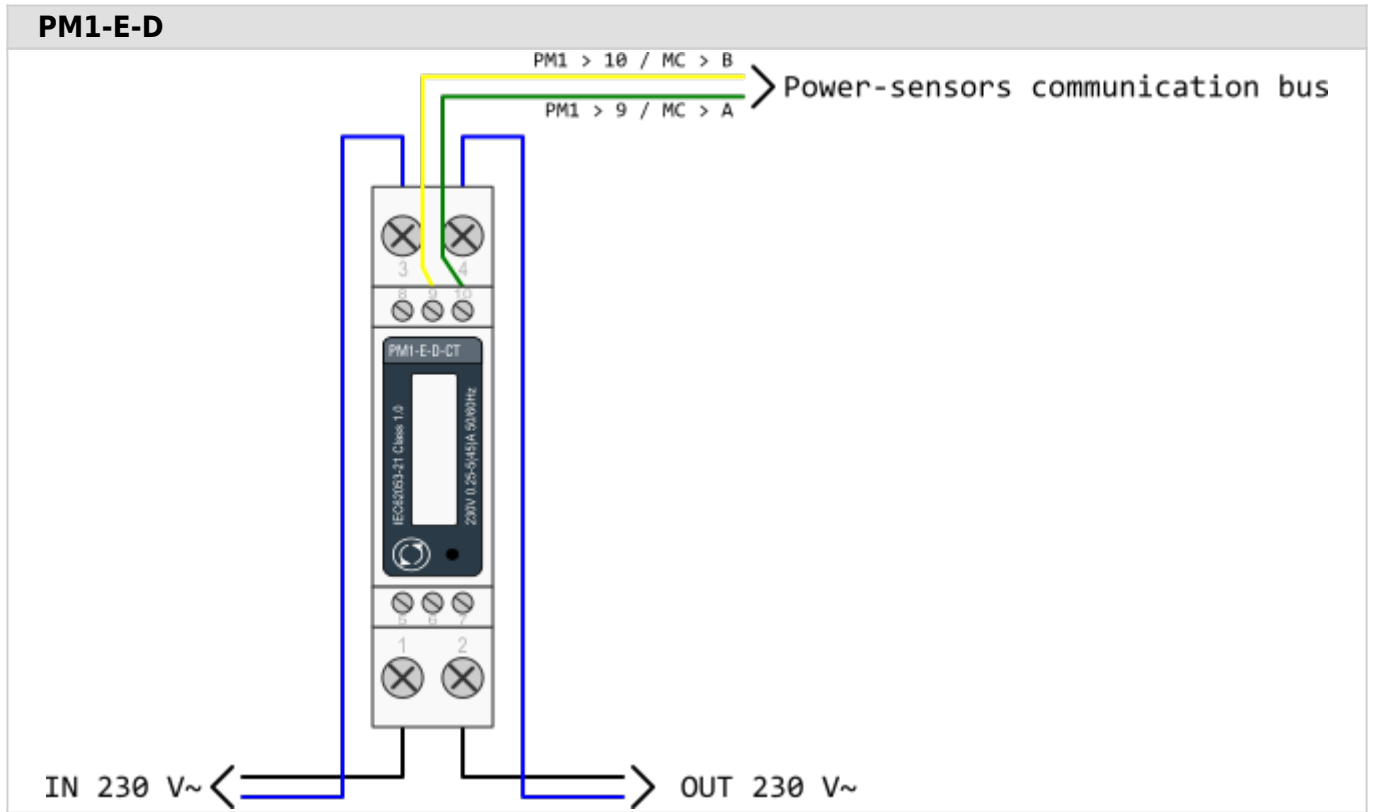 PM1-E-D
PM1 > 10 / MC > B
Power-sensors communication bus
PM1 > 9 / MC > A
3
4
8 9 10
PM1-E-D-CT
IEC62053-21 Class 1.0
230V 0.25-5(45)A 50/60Hz
5 6 7
1 2
IN 230 V~
OUT 230 V~